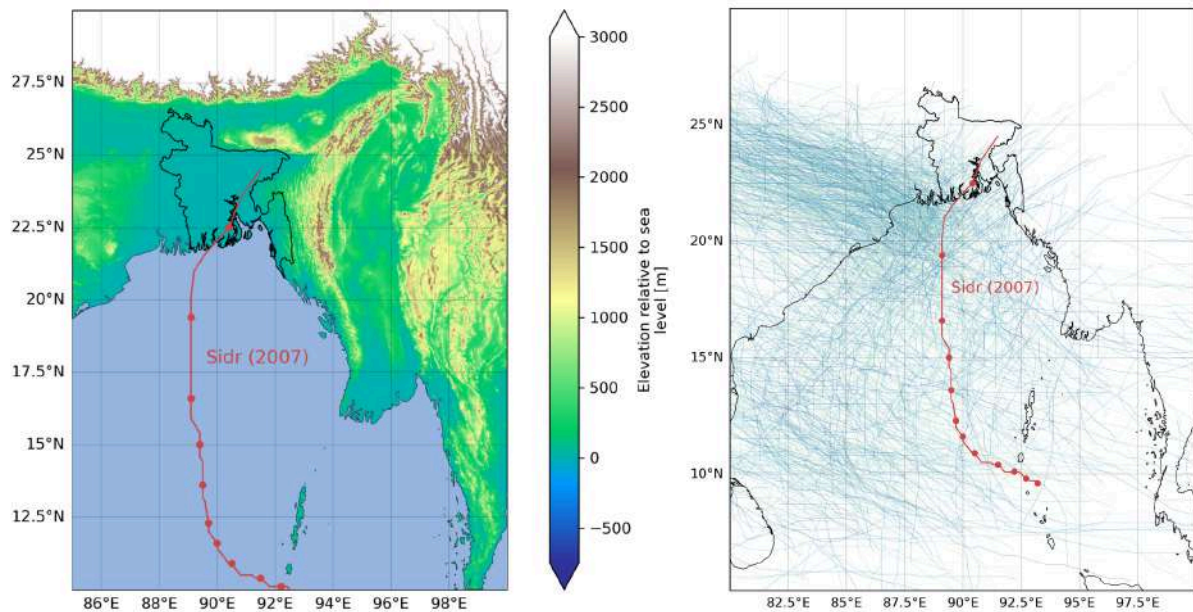 27.5°N
25°N
22.5°N
20°N
17.5°N
15°N
12.5°N
86°E 88°E 90°E 92°E 94°E 96°E 98°E
Sidr (2007)
3000
2500
2000
1500
1000
500
0
−500
Elevation relative to sea
level [m]
25°N
20°N
15°N
10°N
82.5°E 85°E 87.5°E 90°E 92.5°E 95°E 97.5°E
Sidr (2007)